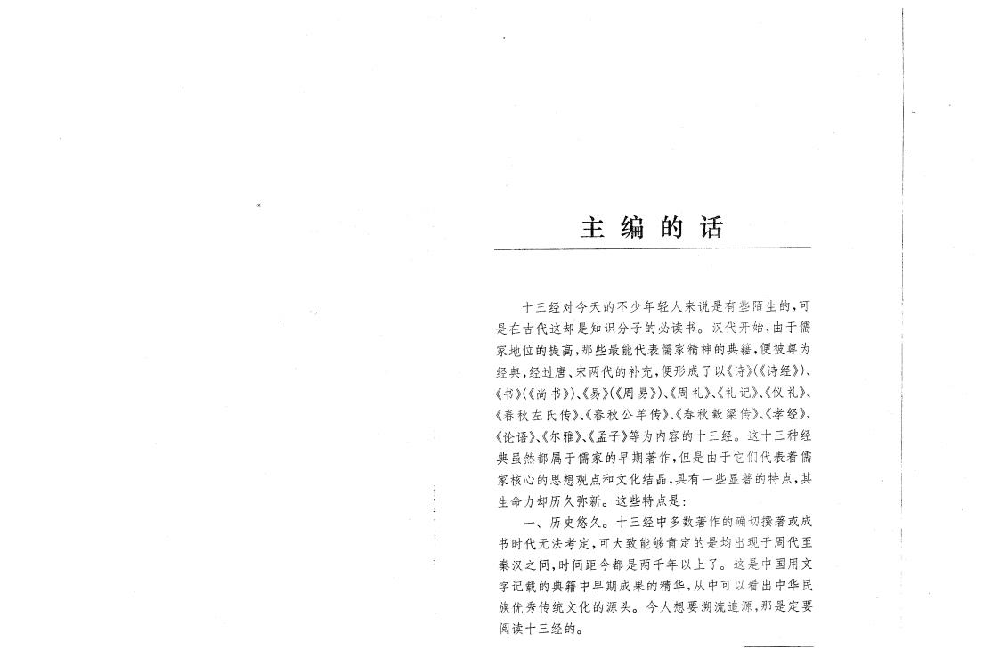 主编的话
十三经对今天的不少年轻人来说是有些陌生的,可
是在古代这却是知识分子的必读书。汉代开始,由于儒
家地位的提高,那些最能代表儒家精神的典籍,便被尊为
经典,经过唐、宋两代的补充,便形成了以《诗》(《诗经》)、
《书》(《尚书》)、《易》(《周易》)、《周礼》、《礼记》、《仪礼》、
《春秋左氏传》、《春秋公羊传》、《春秋榖梁传》、《孝经》、
《论语》、《尔雅》、《孟子》等为内容的十三经。这十三种经
典虽然都属于儒家的早期著作,但是由于它们代表着儒
家核心的思想观点和文化结晶,具有一些显著的特点,其
生命力却历久弥新。这些特点是:
一、历史悠久。十三经中多数著作的确切撰著或成
书时代无法考定,可大致能够肯定的是均出现于周代至
秦汉之间,时间距今都是两千年以上了。这是中国用文
字记载的典籍中早期成果的精华,从中可以看出中华民
族优秀传统文化的源头。今人想要溯流追源,那是定要
阅读十三经的。